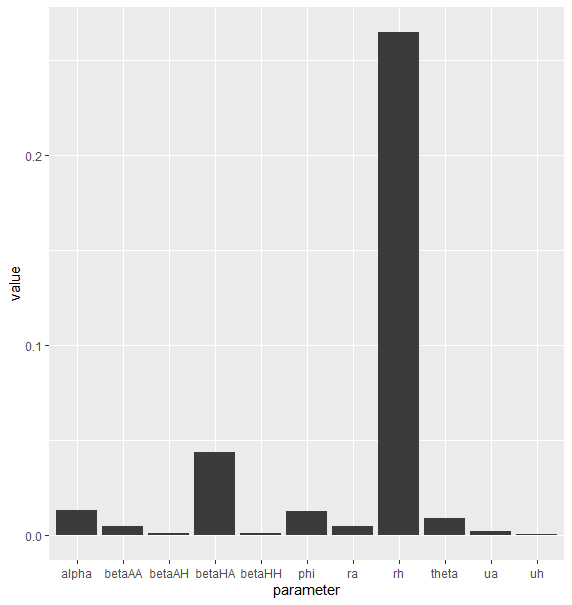 value
0.2
0.1
0.0
alpha betaAA betaAH betaHA betaHH phi ra rh theta ua uh
parameter